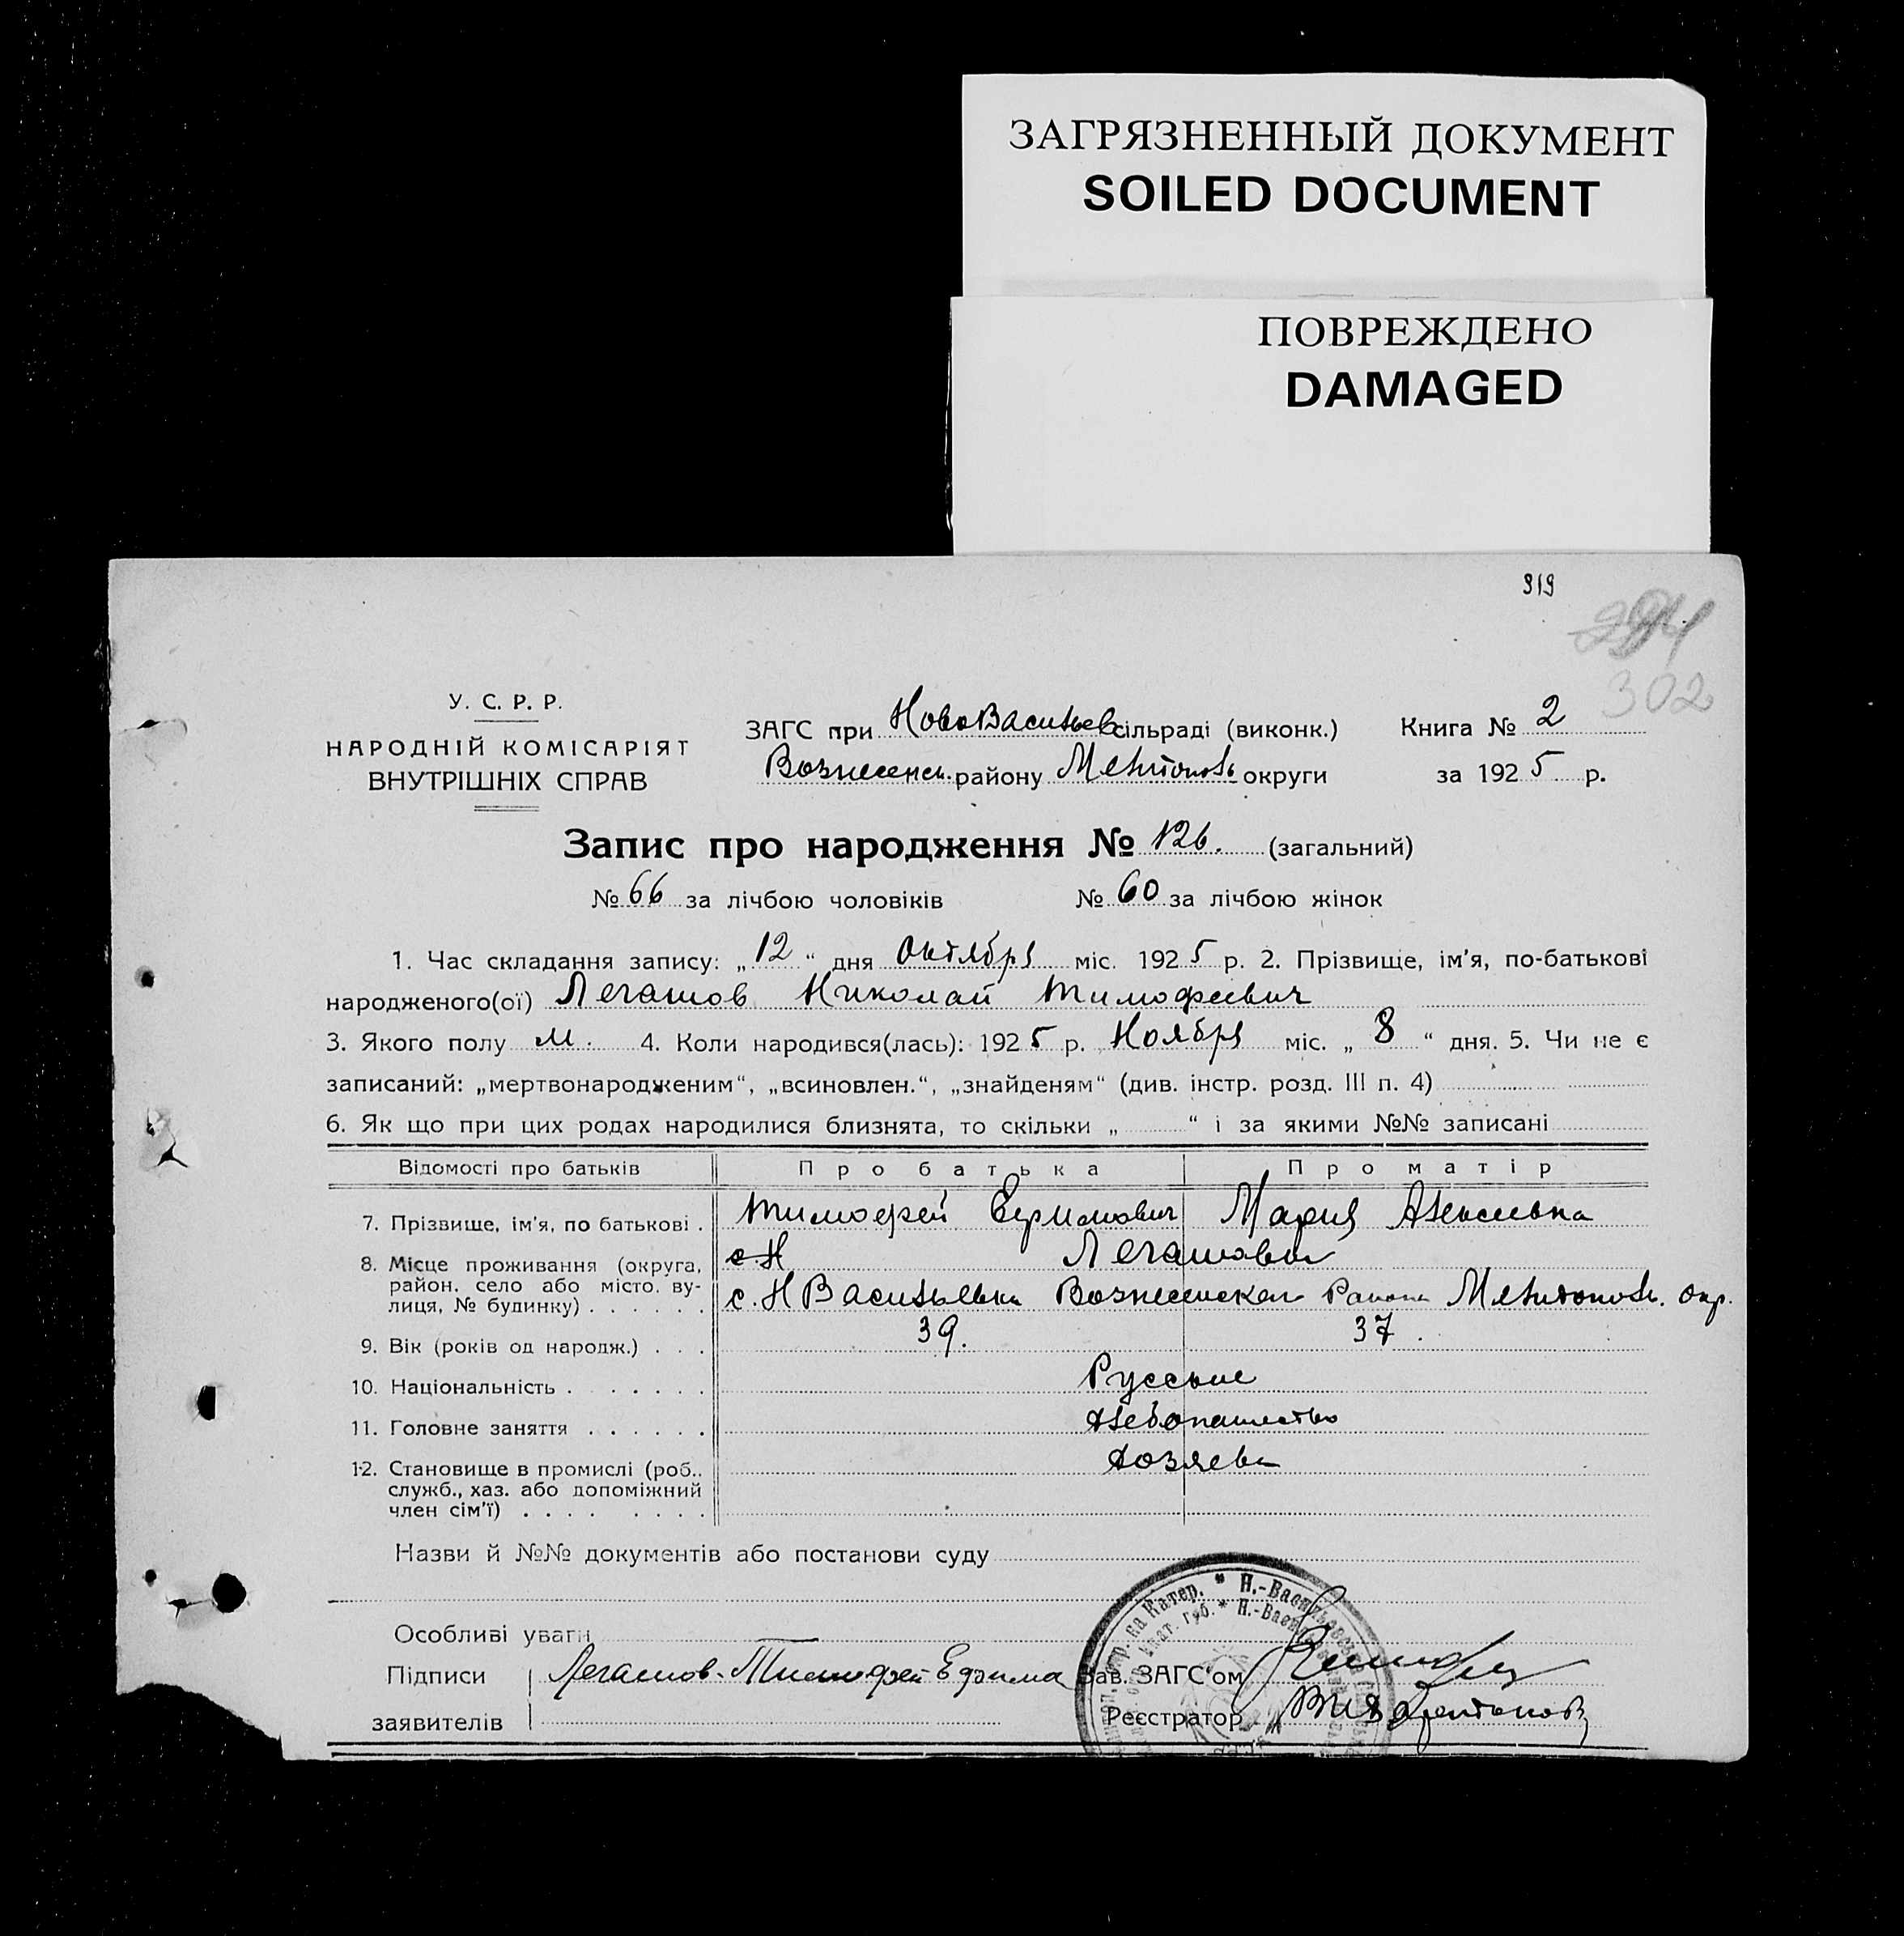 ЗАГРЯЗНЕННЫЙ ДОКУМЕНТ
SOILED DOCUMENT
ПОВРЕЖДЕНО
DAMAGED
319
302
У. С. Р. Р.
НАРОДНІЙ КОМІСАРІЯТ
ВНУТРІШНІХ СПРАВ
ЗАГС при НовоВасильев сільраді (виконк.) Книга № 2
Вознесенск. району Мелитополь округи за 1925 р.
Запис про народження № 126. (загальний)
№ 66 за лічбою чоловіків № 60 за лічбою жінок
1. Час складання запису: „12“ дня Октября міс. 1925 р. 2. Прізвище, ім’я, по-батькові
народженого(ої) Легашов Николай Тимофеевич
3. Якого полу м. 4. Коли народився(лась): 1925 р. Ноября міс. „8“ дня. 5. Чи не є
записаний: „мертвонародженим“, „всиновлен.“, „знайденям“ (див. інстр. розд. III п. 4)
6. Як що при цих родах народилися близнята, то скільки „ “ і за якими №№ записані
Відомості про батьків Про батька Про матір
7. Прізвище, ім’я, по батькові . Тимофей Мария Алексеевна
8. Місце проживання (округа, с. Н Легашовы
район, село або місто, ву-
лиця, № будинку) . . . . . . с. Н Васильевка Вознесенского Района Мелитополь. окр.
9. Вік (років од народж.) . . . 39. 37.
10. Національність . . . . . . . Русские
11. Головне заняття . . . . . . Хлебопашество
12. Становище в промислі (роб., Хозяева
служб., хаз. або допоміжний
член сім’ї) . . . . . . . .
Назви й №№ документів або постанови суду
Особливі уваги
Підписи Легашов Тимофей Ефима Зав. ЗАГС’ом
заявителів Реєстратор